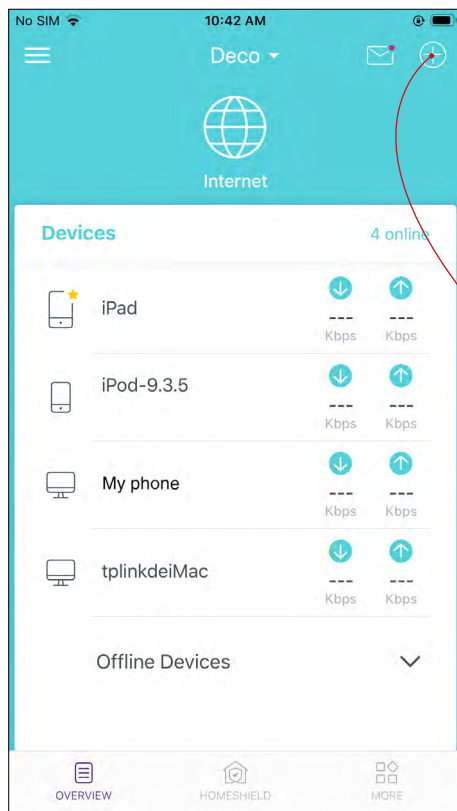 No SIM 10:42 AM
Deco
Internet
Devices 4 online
iPad
--- ---
Kbps Kbps
iPod-9.3.5
--- ---
Kbps Kbps
My phone
--- ---
Kbps Kbps
tplinkdeiMac
--- ---
Kbps Kbps
Offline Devices
OVERVIEW HOMESHIELD MORE